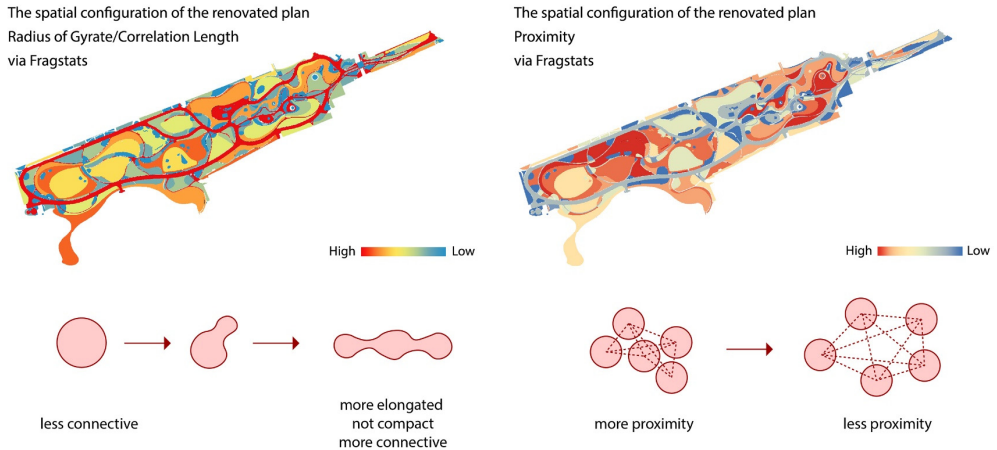 The spatial configuration of the renovated plan
Radius of Gyrate/Correlation Length
via Fragstats
High
Low
less connective
more elongated
not compact
more connective
The spatial configuration of the renovated plan
Proximity
via Fragstats
High
Low
more proximity
less proximity